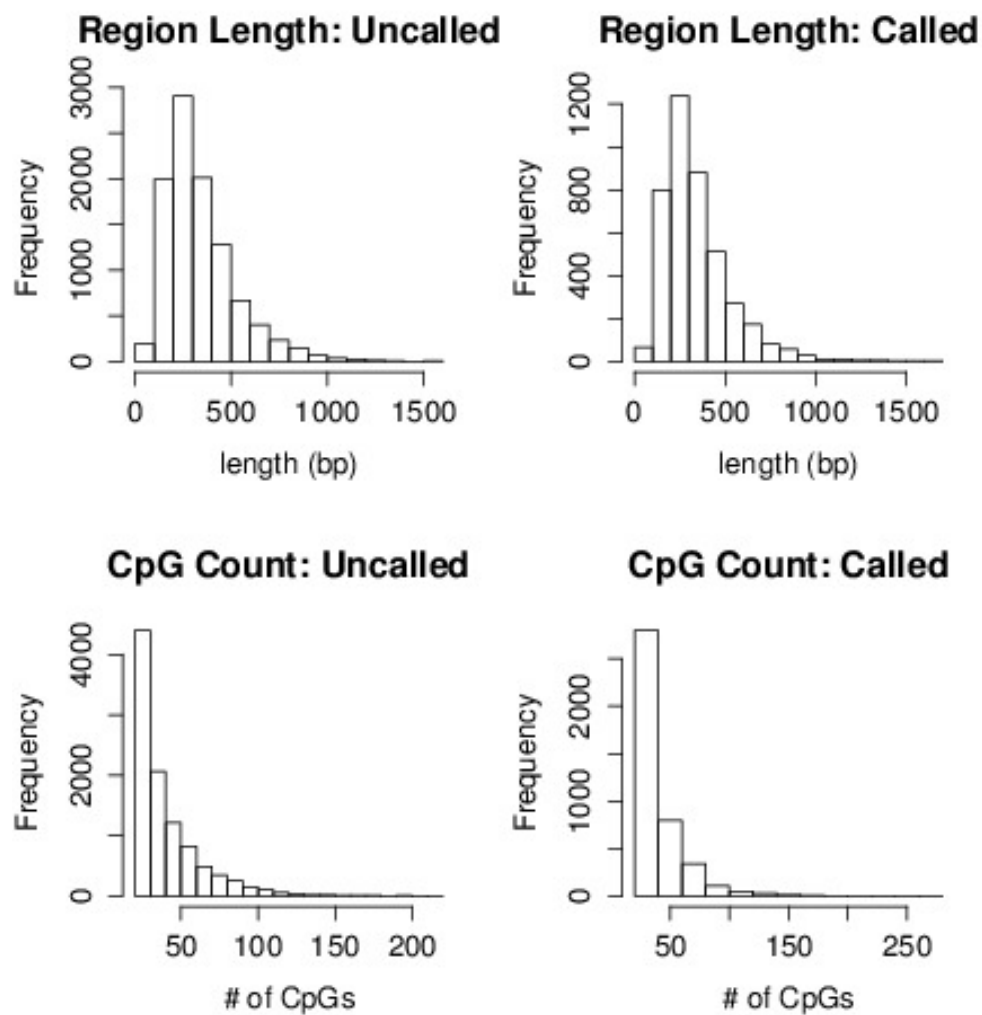 Region Length: Uncalled
Frequency
0 1000 2000 3000
0 500 1000 1500
length (bp)
Region Length: Called
Frequency
0 400 800 1200
0 500 1000 1500
length (bp)
CpG Count: Uncalled
Frequency
0 2000 4000
50 100 150 200
# of CpGs
CpG Count: Called
Frequency
0 1000 2000
50 150 250
# of CpGs